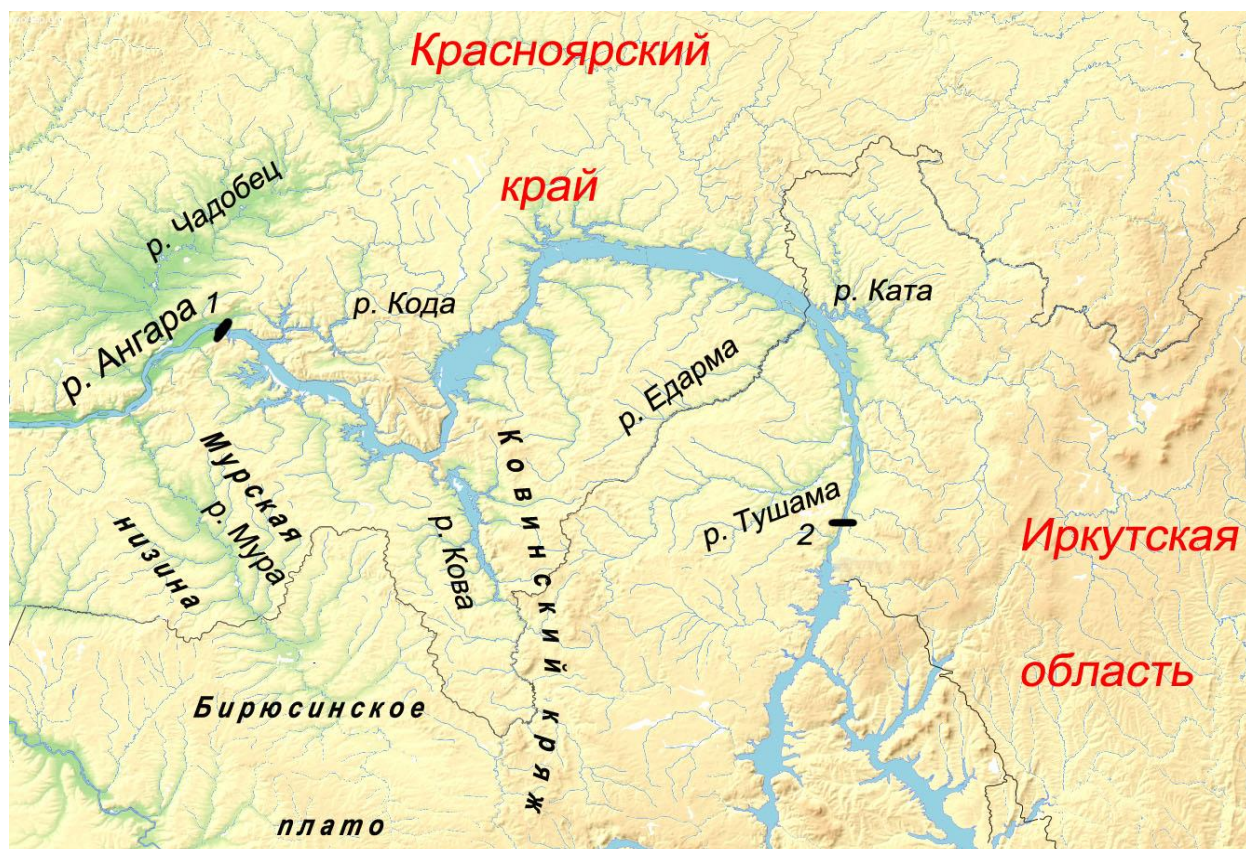 Красноярский
край
р. Чадобец
р. Ангара
1
р. Кода
р. Ката
р. Едарма
Мурская
низина
р. Мура
р. Кова
Ковинский кряж
р. Тушама
2
Иркутская
область
Бирюсинское
плато